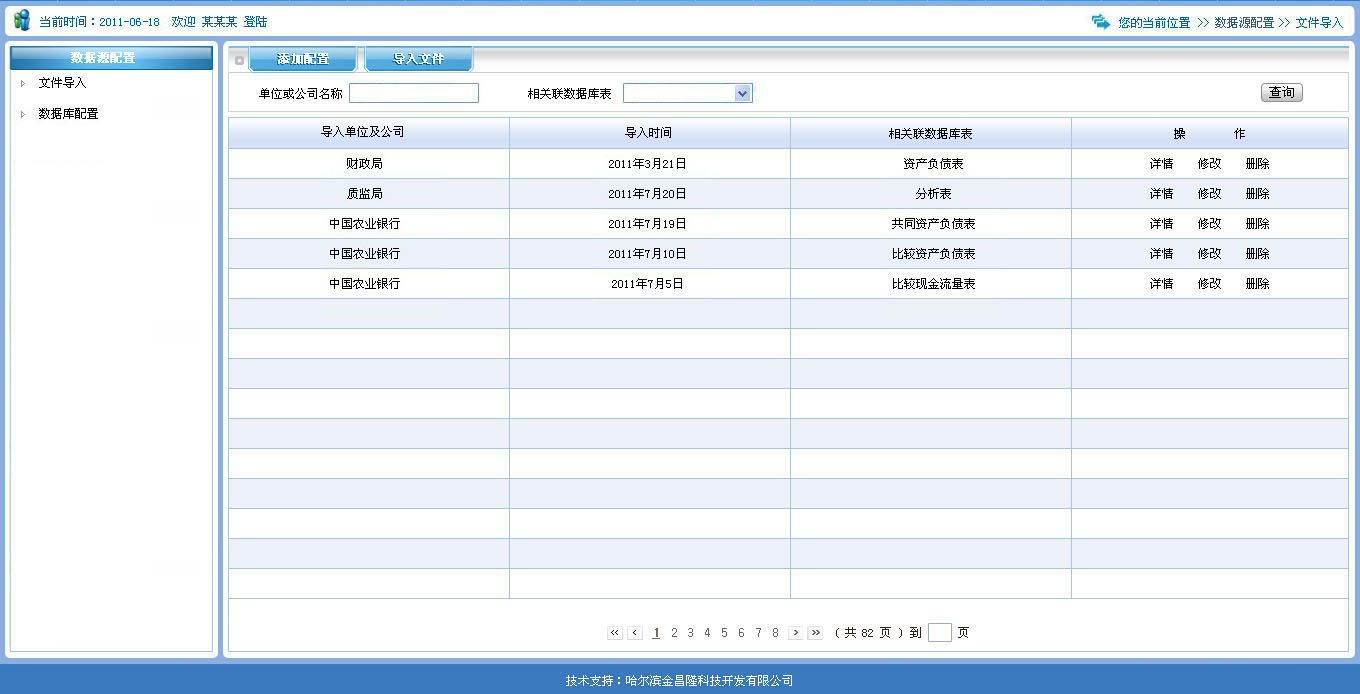 当前时间：2011-06-18 欢迎 某某某 登陆 您的当前位置 >> 数据源配置 >> 文件导入
数据源配置
文件导入
数据库配置
添加配置 导入文件
单位或公司名称 相关联数据库表 查询
导入单位及公司 导入时间 相关联数据库表 操 作
财政局 2011年3月21日 资产负债表 详情 修改 删除
质监局 2011年7月20日 分析表 详情 修改 删除
中国农业银行 2011年7月19日 共同资产负债表 详情 修改 删除
中国农业银行 2011年7月10日 比较资产负债表 详情 修改 删除
中国农业银行 2011年7月5日 比较现金流量表 详情 修改 删除
« ‹ 1 2 3 4 5 6 7 8 › » （ 共 82 页 ）到 页
技术支持：哈尔滨金昌隆科技开发有限公司